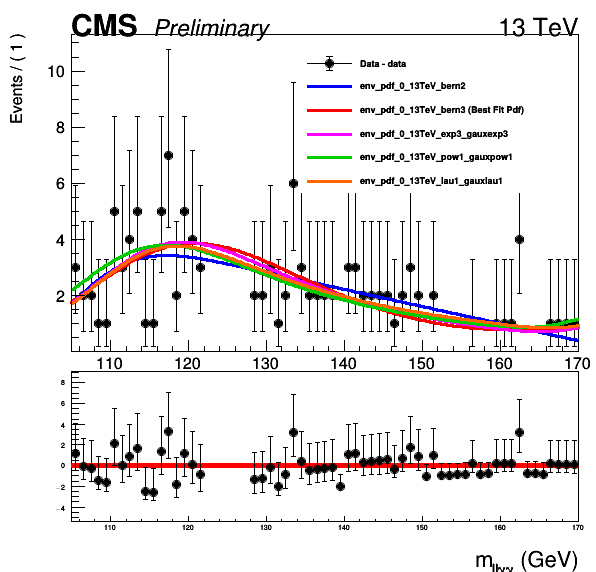 CMS Preliminary 13 TeV
Events / ( 1 )
10
8
6
4
2
Data - data
env_pdf_0_13TeV_bern2
env_pdf_0_13TeV_bern3 (Best Fit Pdf)
env_pdf_0_13TeV_exp3_gauxexp3
env_pdf_0_13TeV_pow1_gauxpow1
env_pdf_0_13TeV_lau1_gauxlau1
110 120 130 140 150 160 170
8
6
4
2
0
−2
−4
110 120 130 140 150 160 170
(GeV)